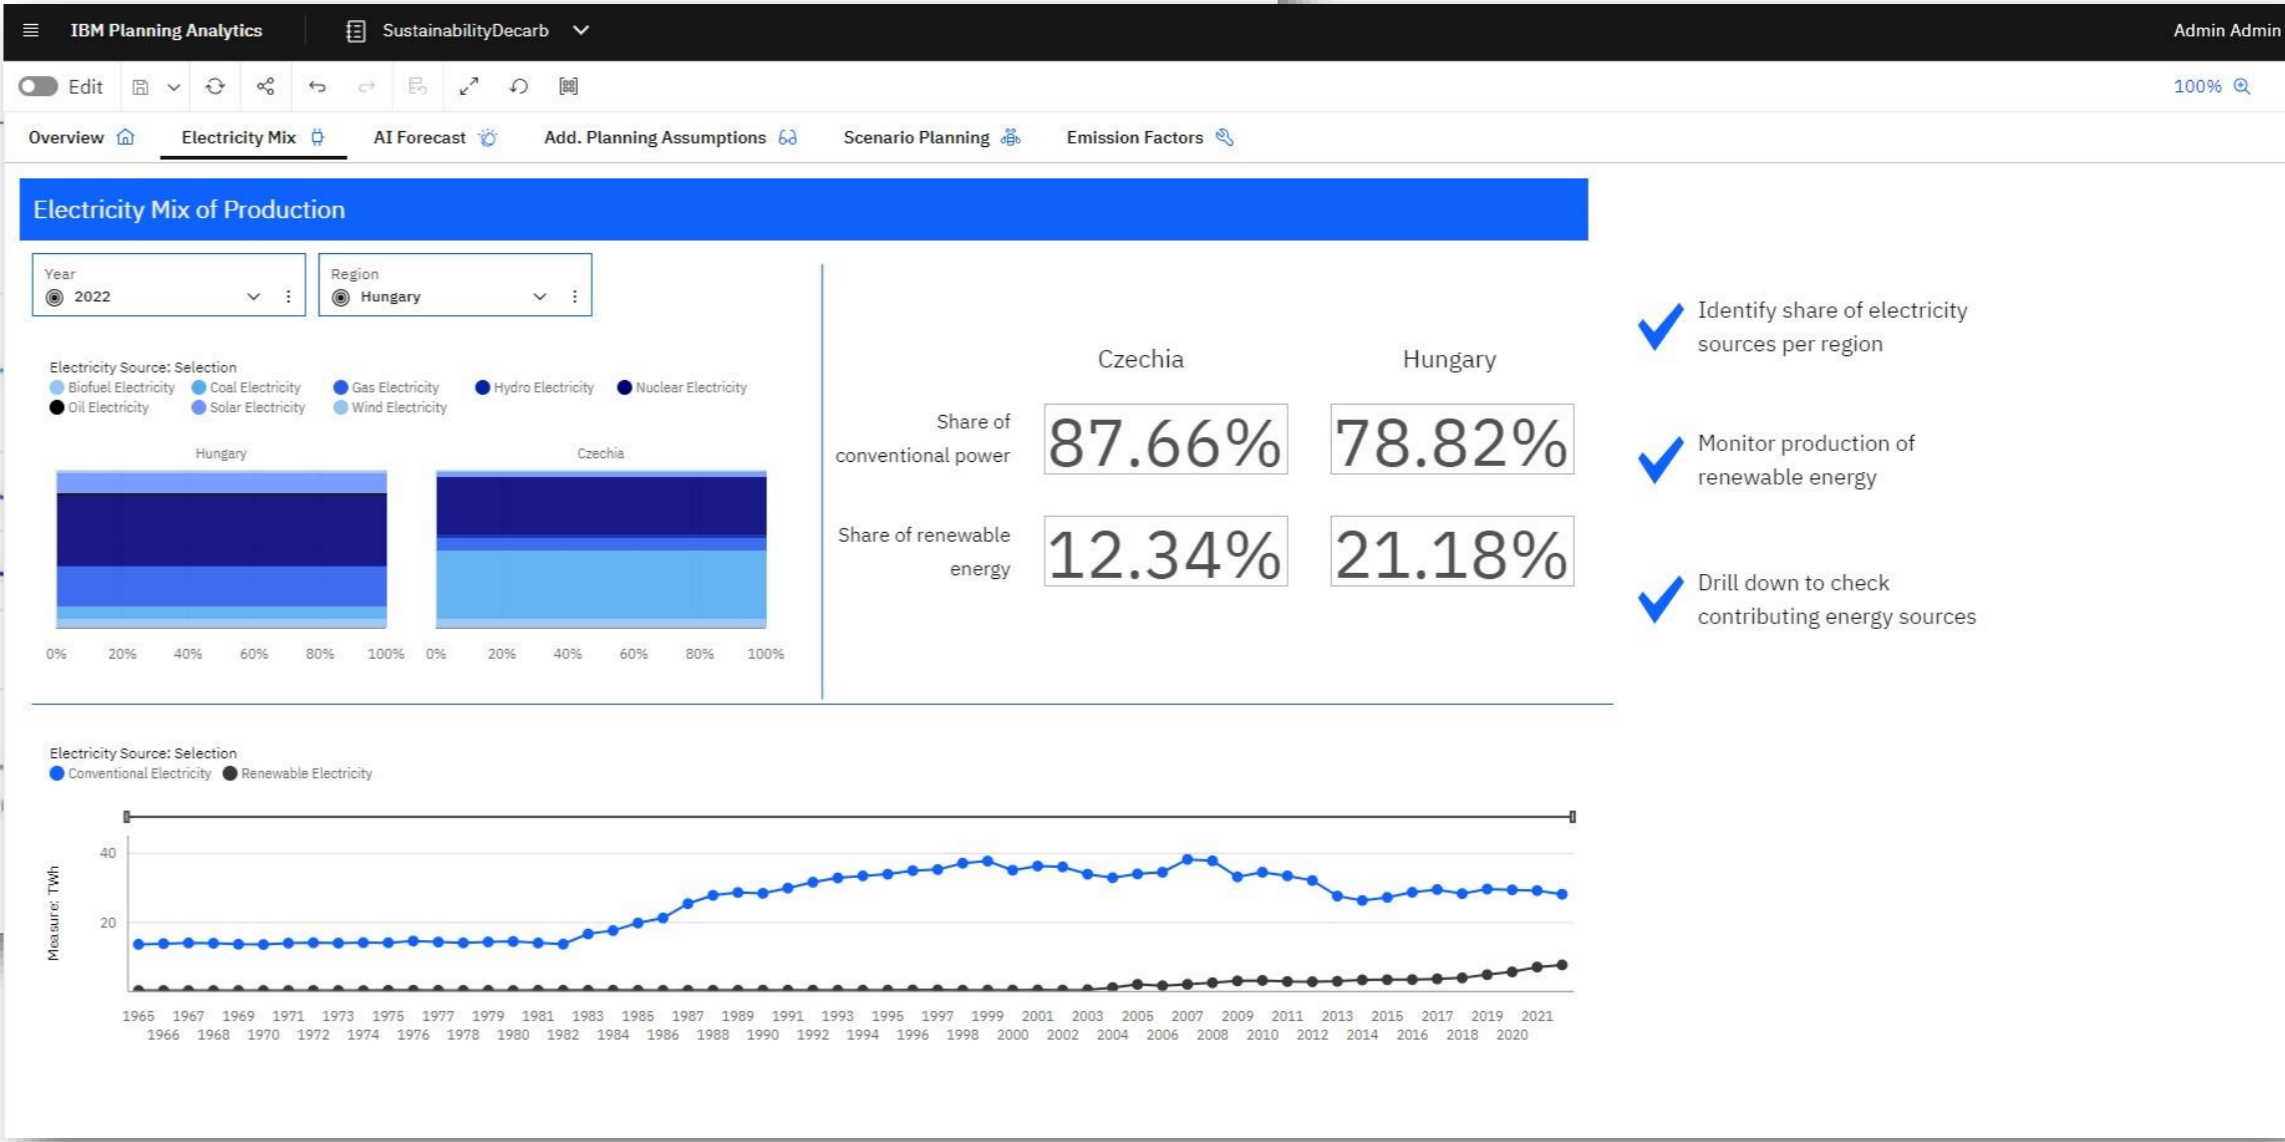 IBM Planning Analytics
SustainabilityDecarb
Admin Admin
Edit
100%
Overview
Electricity Mix
AI Forecast
Add. Planning Assumptions
Scenario Planning
Emission Factors
Electricity Mix of Production
Year
2022
Region
Hungary
Electricity Source: Selection
Biofuel Electricity Coal Electricity Gas Electricity Hydro Electricity Nuclear Electricity
Oil Electricity Solar Electricity Wind Electricity
Hungary
Czechia
0% 20% 40% 60% 80% 100%
0% 20% 40% 60% 80% 100%
Czechia Hungary
Share of
conventional power
87.66% 78.82%
Share of renewable
energy
12.34% 21.18%
Identify share of electricity
sources per region
Monitor production of
renewable energy
Drill down to check
contributing energy sources
Electricity Source: Selection
Conventional Electricity Renewable Electricity
Measure: TWh
40
20
1965 1967 1969 1971 1973 1975 1977 1979 1981 1983 1985 1987 1989 1991 1993 1995 1997 1999 2001 2003 2005 2007 2009 2011 2013 2015 2017 2019 2021
1966 1968 1970 1972 1974 1976 1978 1980 1982 1984 1986 1988 1990 1992 1994 1996 1998 2000 2002 2004 2006 2008 2010 2012 2014 2016 2018 2020